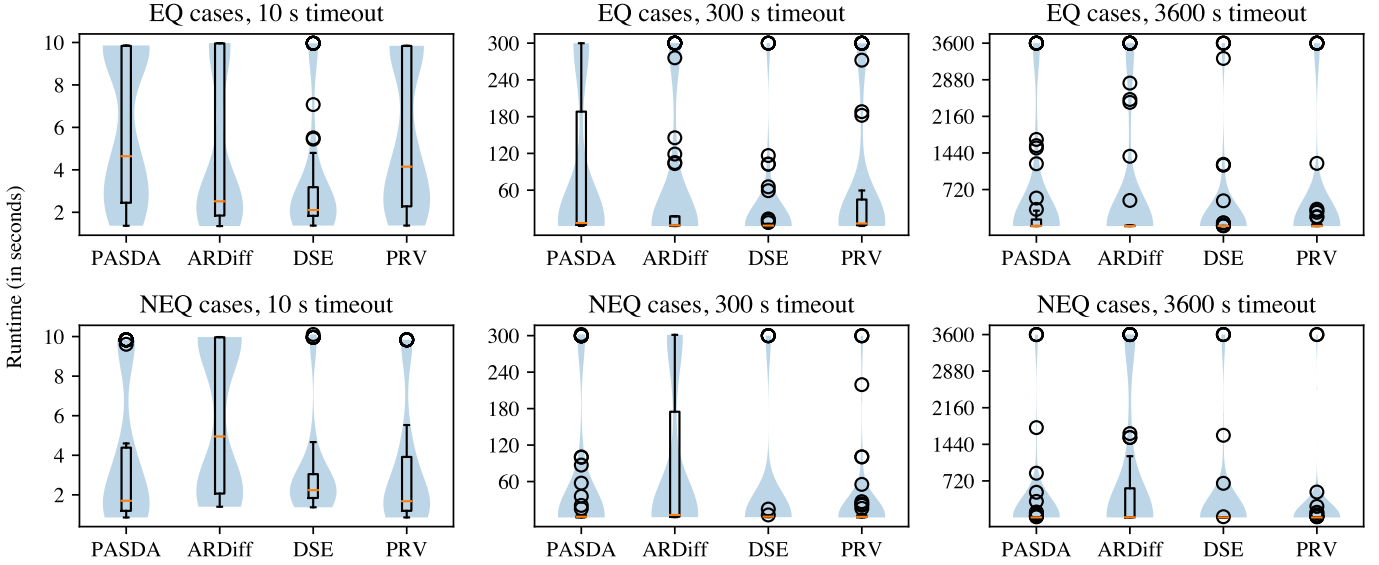 EQ cases, 10 s timeout
EQ cases, 300 s timeout
EQ cases, 3600 s timeout
Runtime (in seconds)
10
8
6
4
2
PASDA ARDiff DSE PRV
300
240
180
120
60
PASDA ARDiff DSE PRV
3600
2880
2160
1440
720
PASDA ARDiff DSE PRV
NEQ cases, 10 s timeout
NEQ cases, 300 s timeout
NEQ cases, 3600 s timeout
10
8
6
4
2
PASDA ARDiff DSE PRV
300
240
180
120
60
PASDA ARDiff DSE PRV
3600
2880
2160
1440
720
PASDA ARDiff DSE PRV